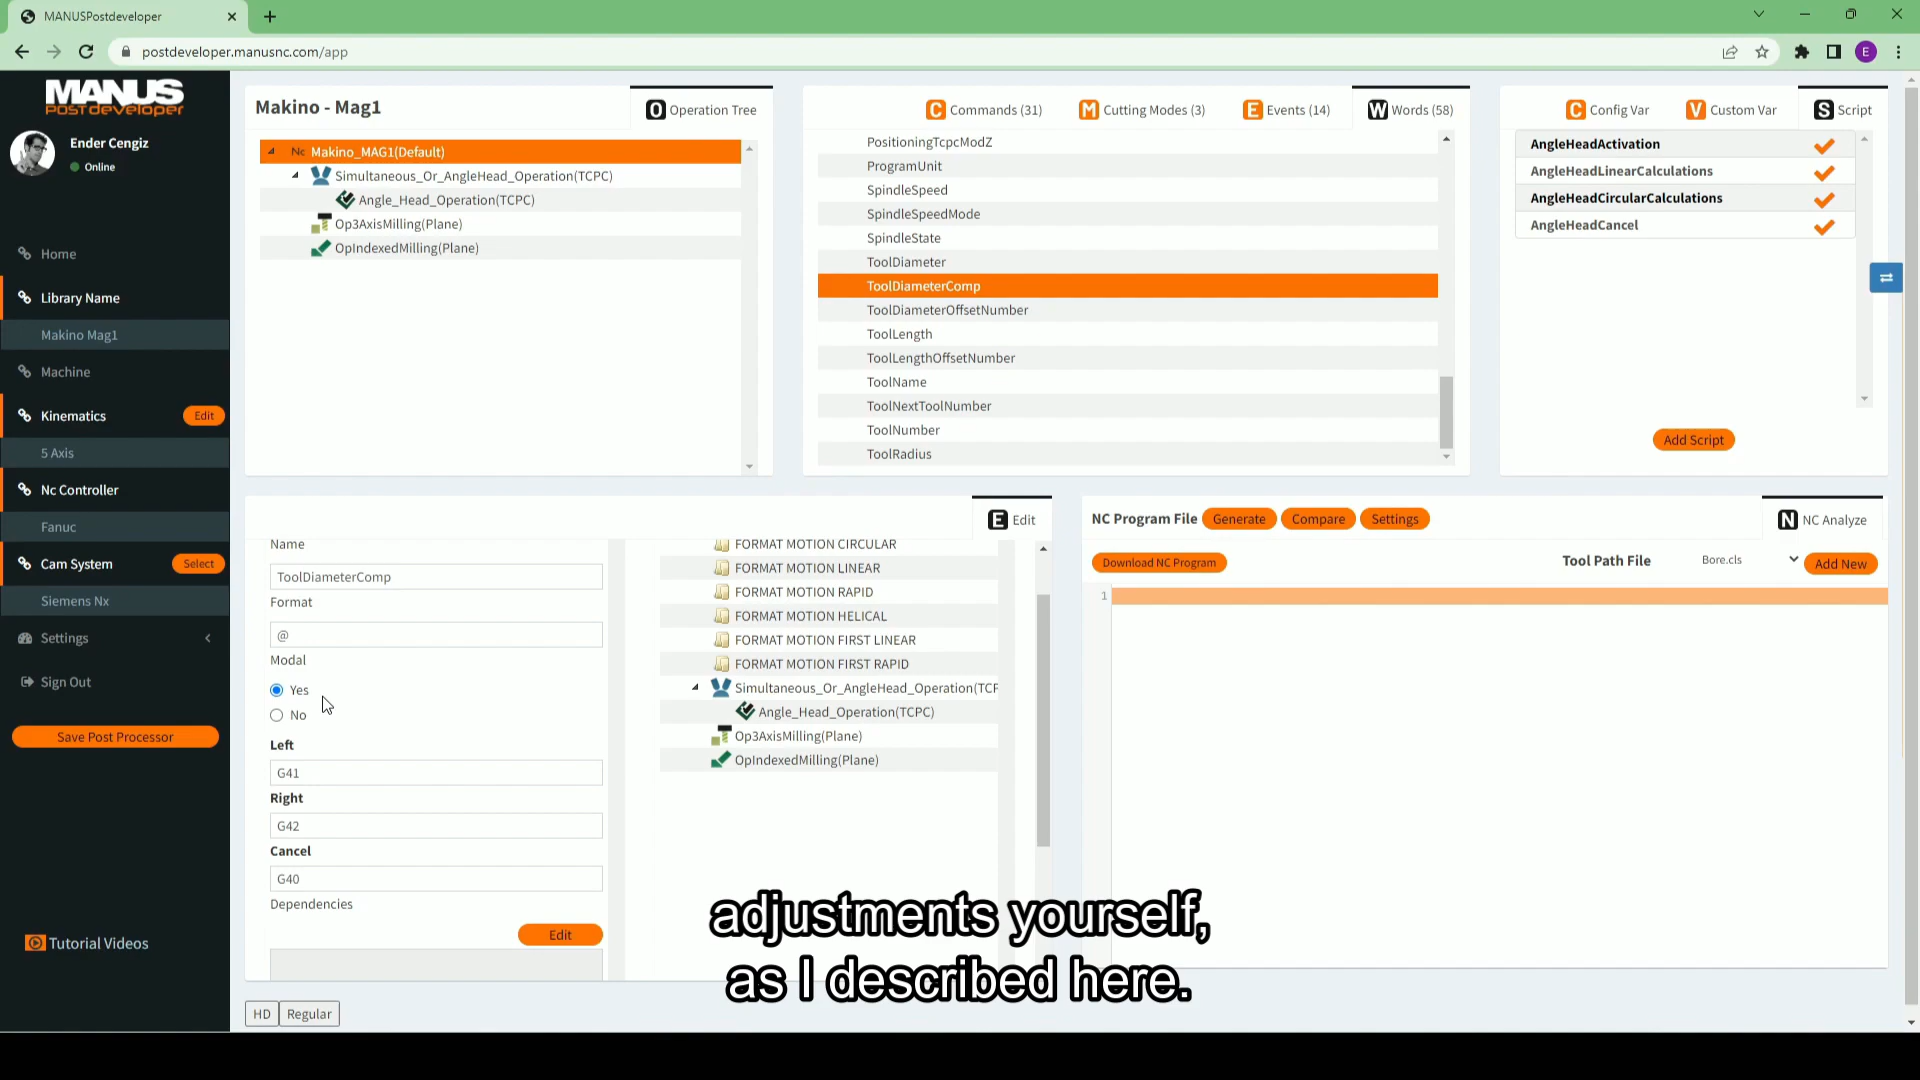 MANUSPostdeveloper
postdeveloper.manusnc.com/app
E
MANUS
POSTdeveloper
Ender Cengiz
Online
Home
Library Name
Makino Mag1
Machine
Kinematics
Edit
5 Axis
Nc Controller
Fanuc
Cam System
Select
Siemens Nx
Settings
Sign Out
Save Post Processor
Tutorial Videos
Makino - Mag1
O Operation Tree
Nc Makino_MAG1(Default)
Simultaneous_Or_AngleHead_Operation(TCPC)
Angle_Head_Operation(TCPC)
Op3AxisMilling(Plane)
OpIndexedMilling(Plane)
C Commands (31)
M Cutting Modes (3)
E Events (14)
W Words (58)
PositioningTcpcModZ
ProgramUnit
SpindleSpeed
SpindleSpeedMode
SpindleState
ToolDiameter
ToolDiameterComp
ToolDiameterOffsetNumber
ToolLength
ToolLengthOffsetNumber
ToolName
ToolNextToolNumber
ToolNumber
ToolRadius
C Config Var
V Custom Var
S Script
AngleHeadActivation
AngleHeadLinearCalculations
AngleHeadCircularCalculations
AngleHeadCancel
Add Script
E Edit
Name
ToolDiameterComp
Format
@
Modal
Yes
No
Left
G41
Right
G42
Cancel
G40
Dependencies
Edit
FORMAT MOTION CIRCULAR
FORMAT MOTION LINEAR
FORMAT MOTION RAPID
FORMAT MOTION HELICAL
FORMAT MOTION FIRST LINEAR
FORMAT MOTION FIRST RAPID
Simultaneous_Or_AngleHead_Operation(TCP
Angle_Head_Operation(TCPC)
Op3AxisMilling(Plane)
OpIndexedMilling(Plane)
NC Program File
Generate
Compare
Settings
N NC Analyze
Download NC Program
Tool Path File
Bore.cls
Add New
1
HD
Regular
adjustments yourself,
as I described here.